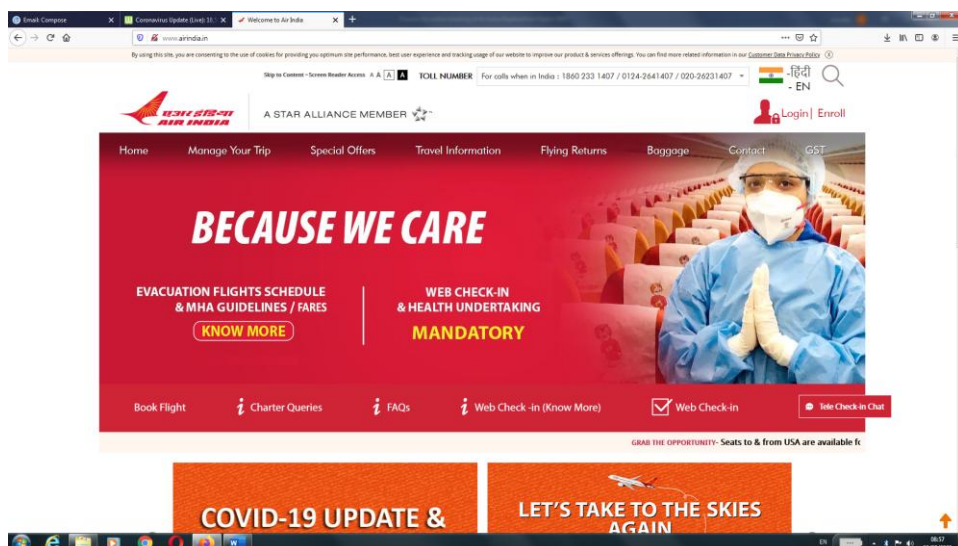 Email: Compose
Coronavirus Update (Live): 10,
Welcome to Air India
www.airindia.in
By using this site, you are consenting to the use of cookies for providing you optimum site performance, best user experience and tracking usage of our website to improve our product & services offerings. You can find more related information in our Customer Data Privacy Policy
Skip to Content - Screen Reader Access A A A A TOLL NUMBER For calls when in India : 1860 233 1407 / 0124-2641407 / 020-26231407
-हिंदी
- EN
एअर इंडिया
AIR INDIA
A STAR ALLIANCE MEMBER
Login| Enroll
Home Manage Your Trip Special Offers Travel Information Flying Returns Baggage Contact GST
BECAUSE WE CARE
EVACUATION FLIGHTS SCHEDULE
& MHA GUIDELINES / FARES
KNOW MORE
WEB CHECK-IN
& HEALTH UNDERTAKING
MANDATORY
Book Flight i Charter Queries i FAQs i Web Check -in (Know More) Web Check-in Tele Check-in Chat
GRAB THE OPPORTUNITY- Seats to & from USA are available fo
COVID-19 UPDATE &
LET'S TAKE TO THE SKIES
AGAIN
EN 08:57